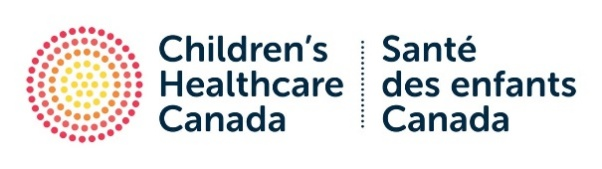 Children's
Healthcare
Canada
Santé
des enfants
Canada